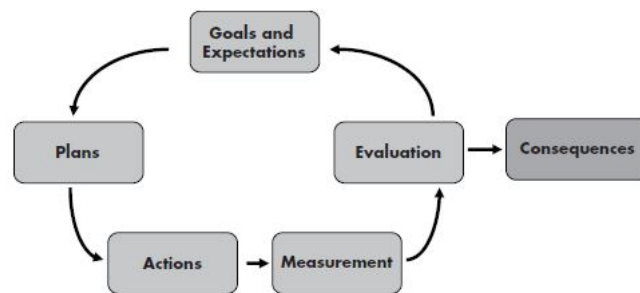 Goals and
Expectations
Plans
Evaluation
Consequences
Actions
Measurement